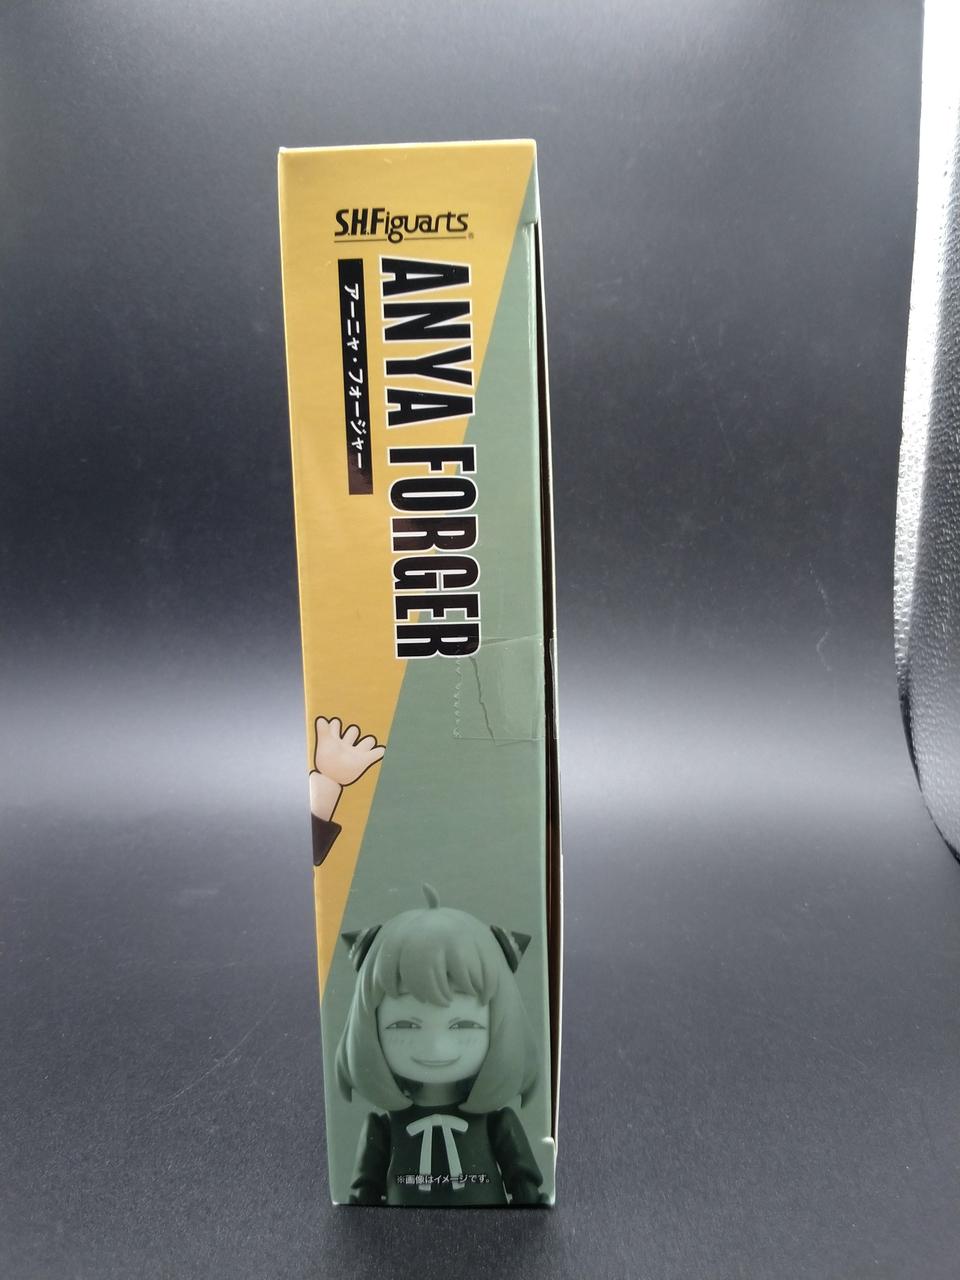 S.H.Figuarts®
ANYA FORGER
アーニャ・フォージャー
※画像はイメージです。